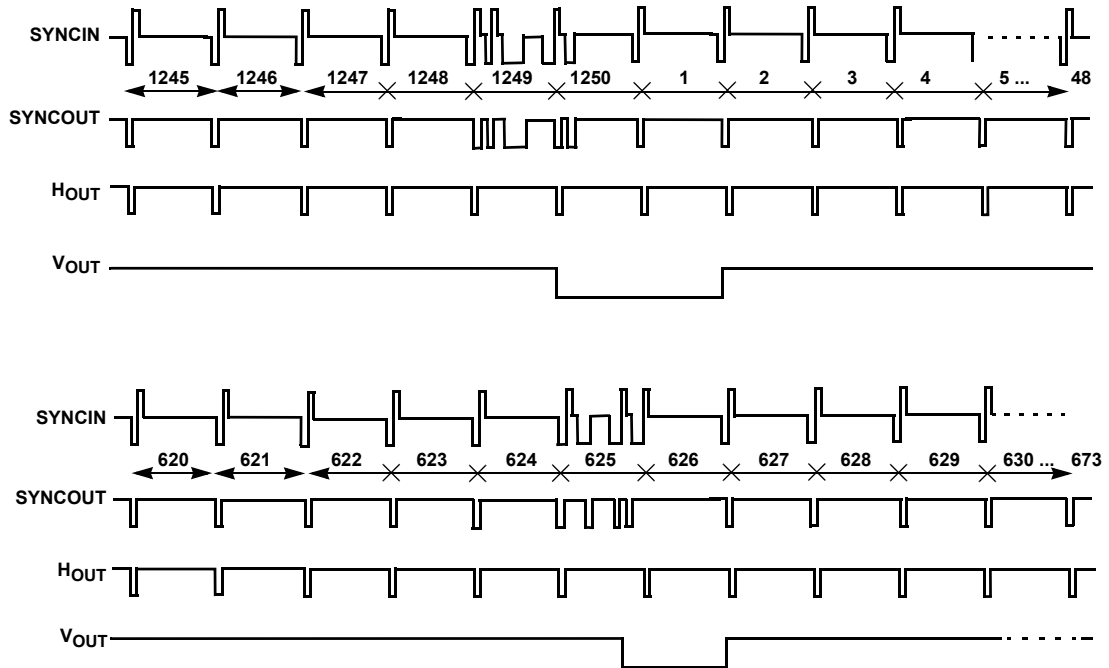 SYNCIN
1245 1246 1247 1248 1249 1250 1 2 3 4 5 ... 48
SYNCOUT
HOUT
VOUT
SYNCIN
620 621 622 623 624 625 626 627 628 629 630 ... 673
SYNCOUT
HOUT
VOUT